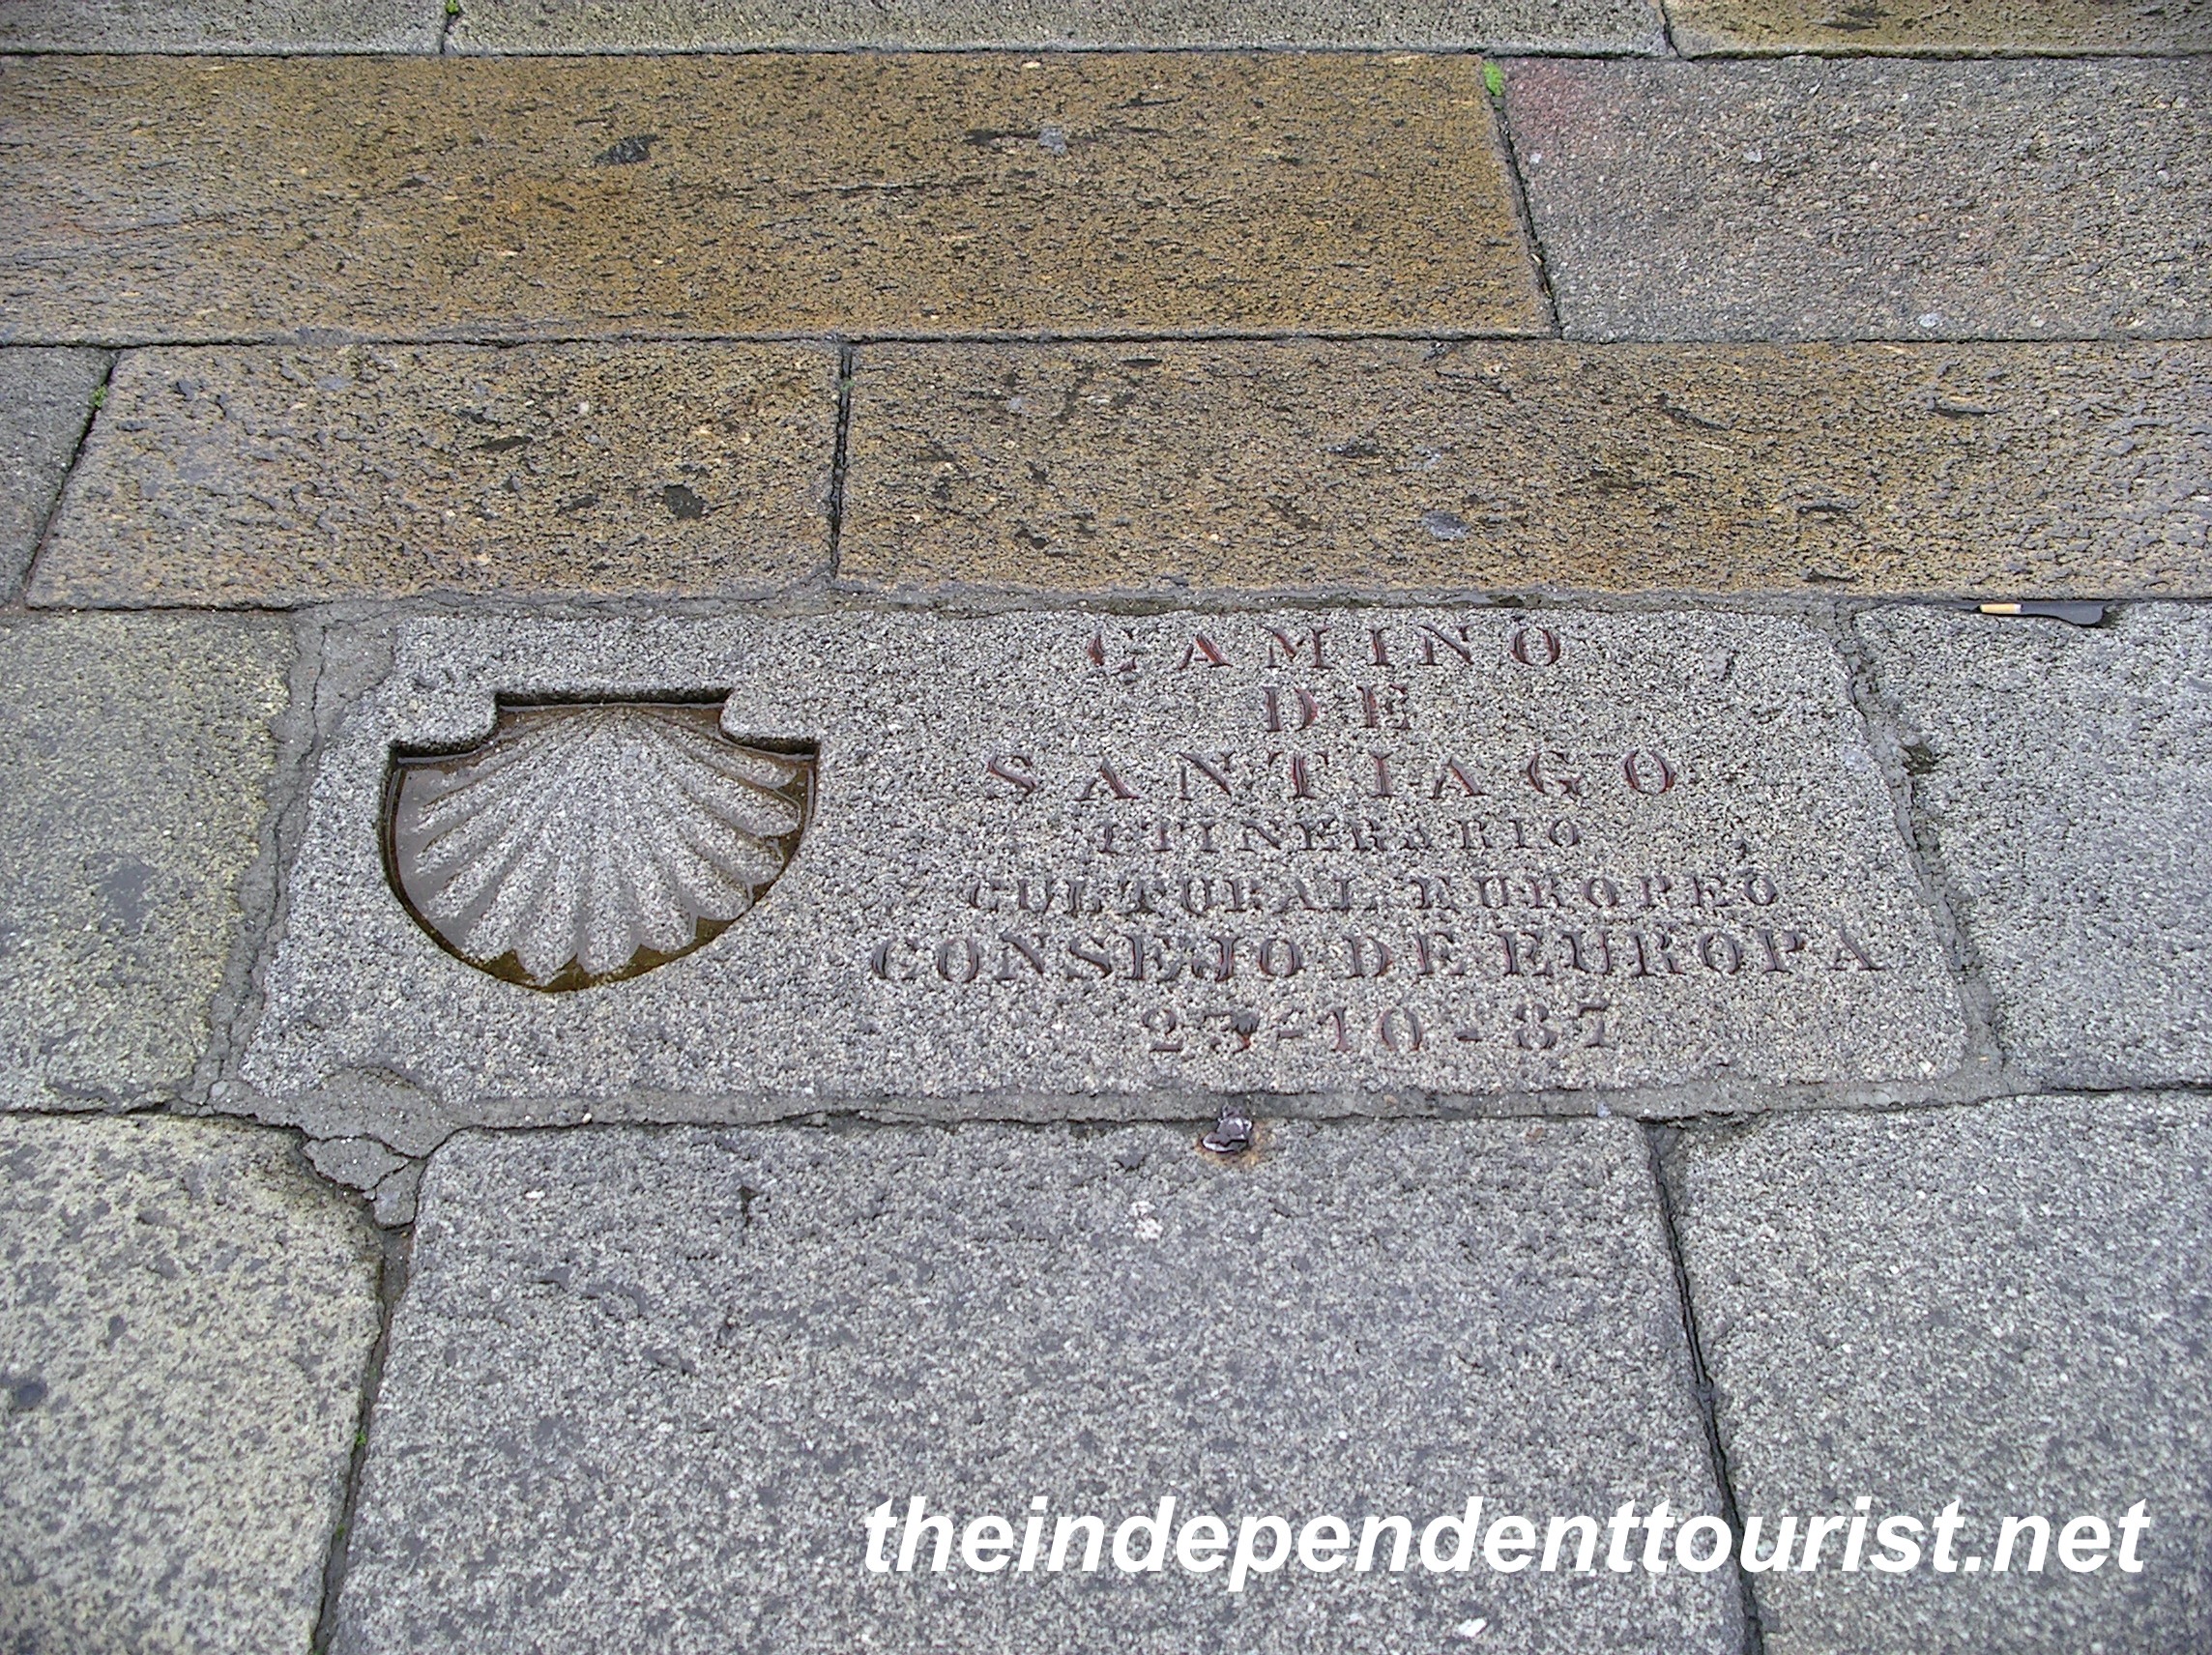 CAMINO
DE
SANTIAGO
ITINERARIO
CULTURAL EUROPEO
CONSEJO DE EUROPA
23-10-87
theindependenttourist.net